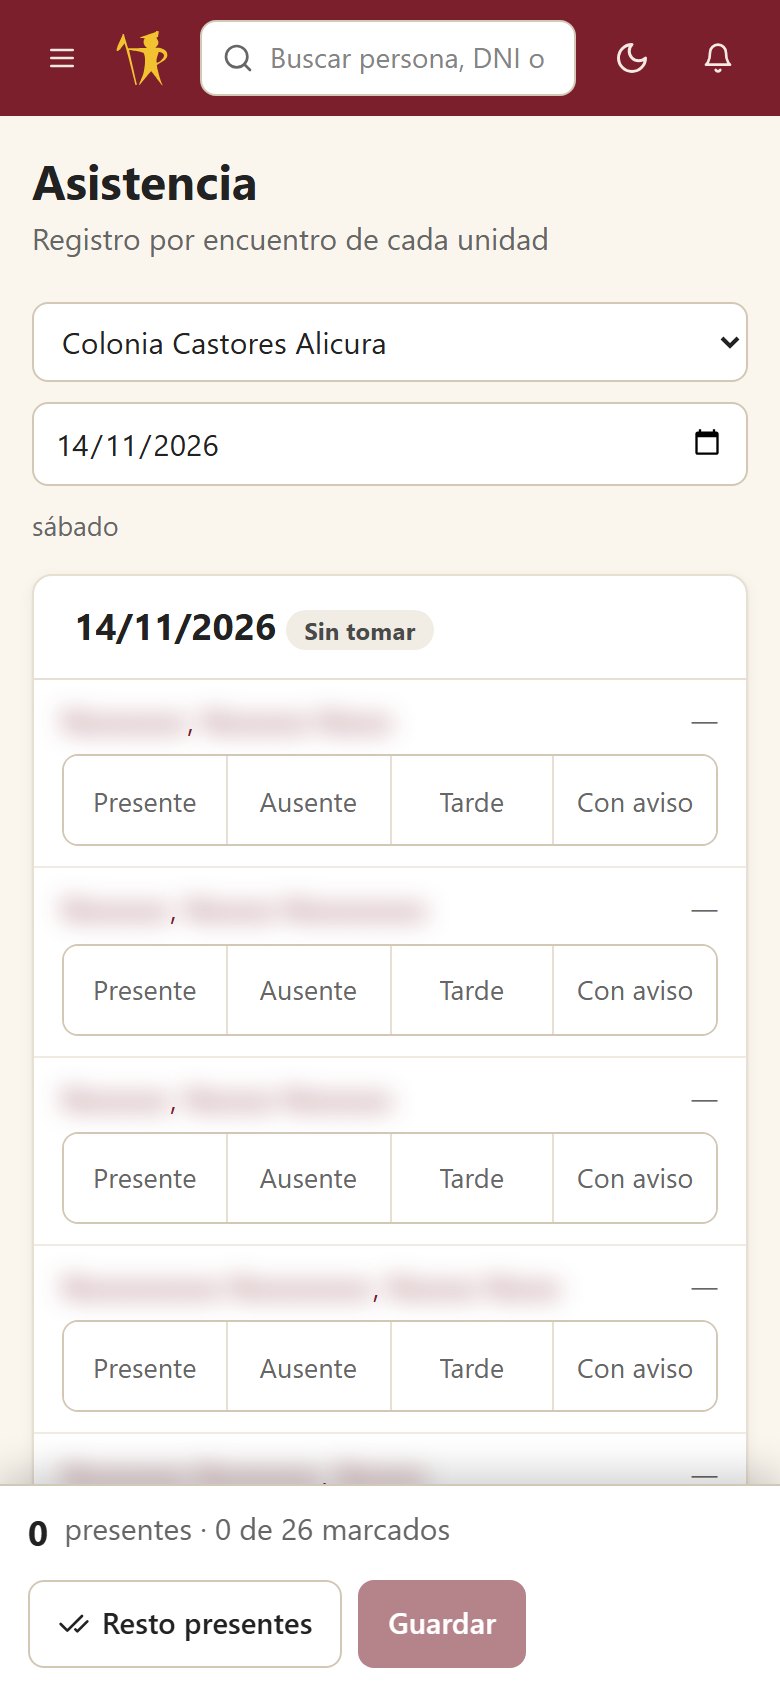 Buscar persona, DNI o
Asistencia
Registro por encuentro de cada unidad
Colonia Castores Alicura
14/11/2026
sábado
14/11/2026 Sin tomar
, —
Presente Ausente Tarde Con aviso
, —
Presente Ausente Tarde Con aviso
, —
Presente Ausente Tarde Con aviso
, —
Presente Ausente Tarde Con aviso
, —
0 presentes · 0 de 26 marcados
Resto presentes Guardar